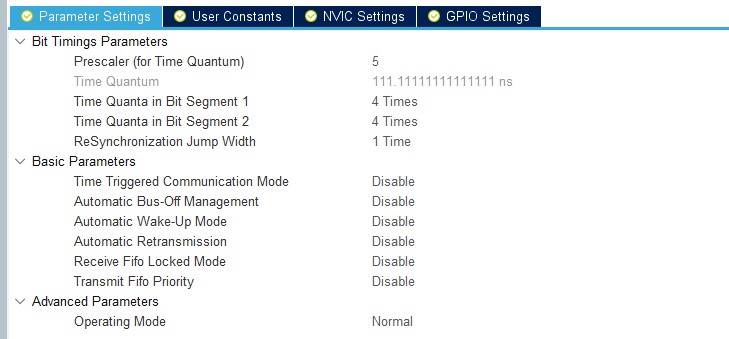 Parameter Settings User Constants NVIC Settings GPIO Settings
Bit Timings Parameters
Prescaler (for Time Quantum) 5
Time Quantum 111.11111111111111 ns
Time Quanta in Bit Segment 1 4 Times
Time Quanta in Bit Segment 2 4 Times
ReSynchronization Jump Width 1 Time
Basic Parameters
Time Triggered Communication Mode Disable
Automatic Bus-Off Management Disable
Automatic Wake-Up Mode Disable
Automatic Retransmission Disable
Receive Fifo Locked Mode Disable
Transmit Fifo Priority Disable
Advanced Parameters
Operating Mode Normal